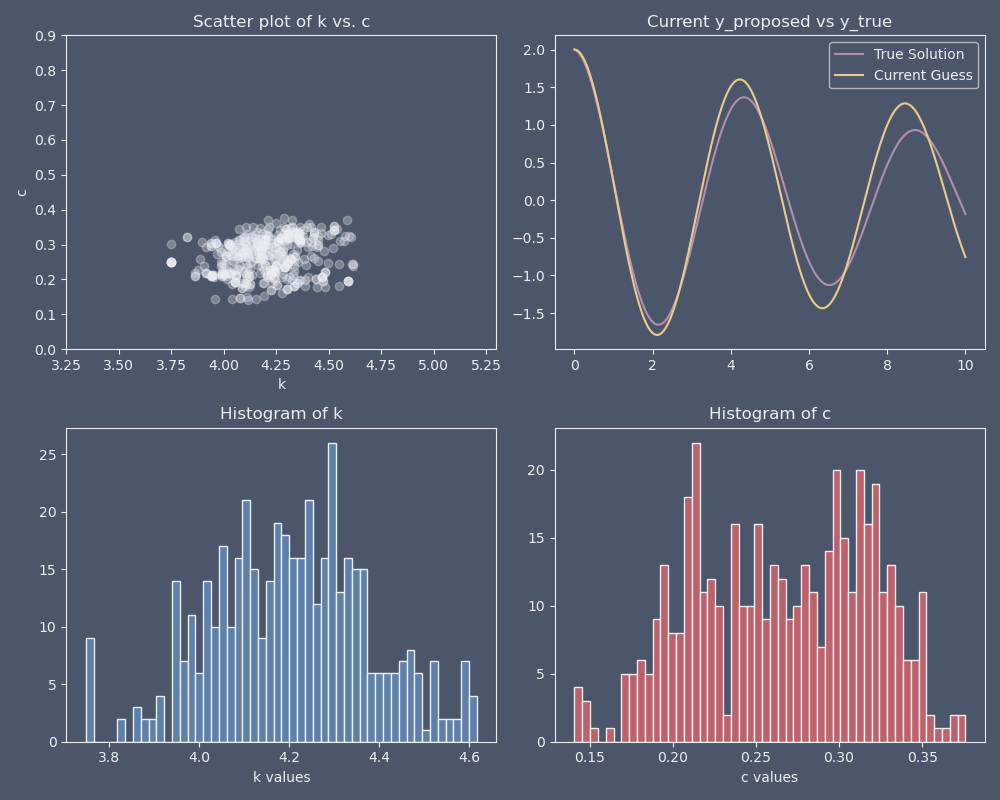 Scatter plot of k vs. c
0.9
0.8
0.7
0.6
0.5
0.4
0.3
0.2
0.1
0.0
c
3.25 3.50 3.75 4.00 4.25 4.50 4.75 5.00 5.25
k
Current y_proposed vs y_true
True Solution
Current Guess
2.0
1.5
1.0
0.5
0.0
−0.5
−1.0
−1.5
0 2 4 6 8 10
Histogram of k
25
20
15
10
5
0
3.8 4.0 4.2 4.4 4.6
k values
Histogram of c
20
15
10
5
0
0.15 0.20 0.25 0.30 0.35
c values